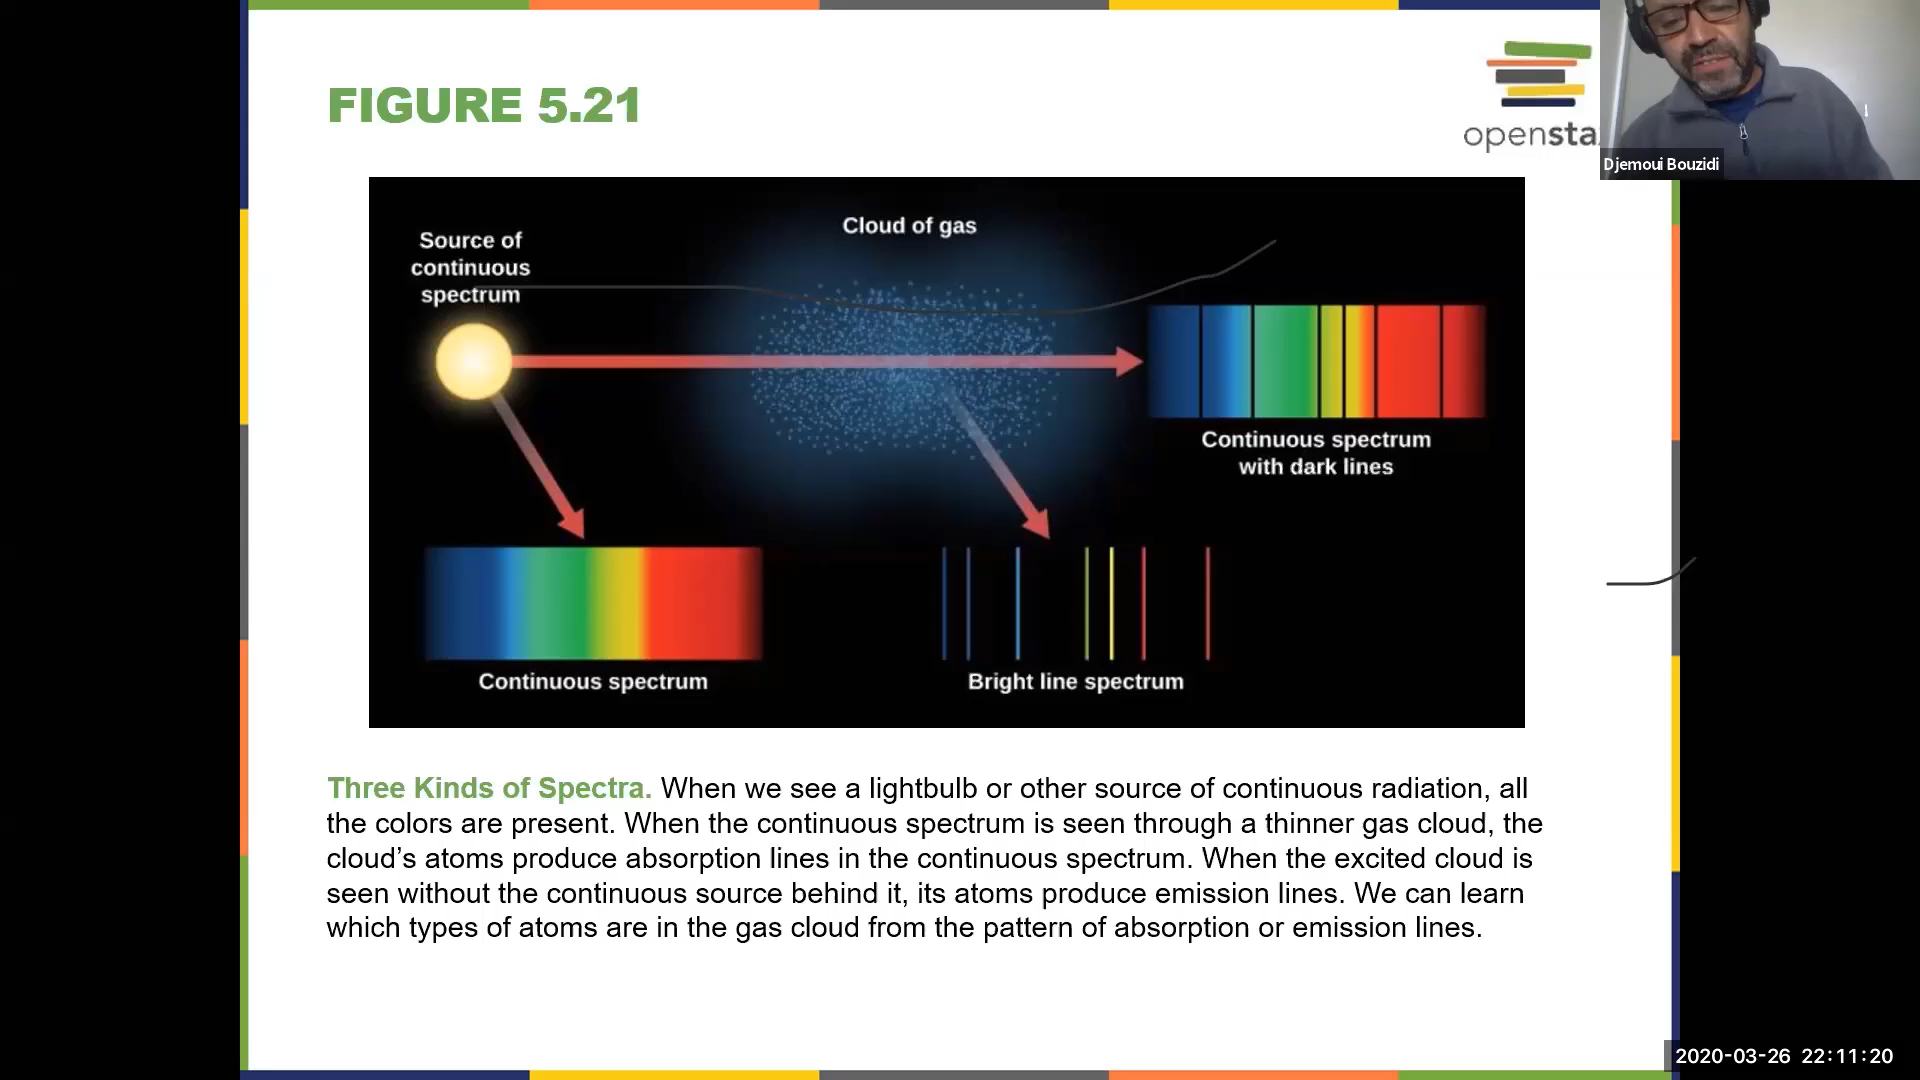 FIGURE 5.21
opensta
Djemoui Bouzidi
Source of
continuous
spectrum
Cloud of gas
Continuous spectrum
with dark lines
Continuous spectrum
Bright line spectrum
Three Kinds of Spectra. When we see a lightbulb or other source of continuous radiation, all
the colors are present. When the continuous spectrum is seen through a thinner gas cloud, the
cloud’s atoms produce absorption lines in the continuous spectrum. When the excited cloud is
seen without the continuous source behind it, its atoms produce emission lines. We can learn
which types of atoms are in the gas cloud from the pattern of absorption or emission lines.
2020-03-26 22:11:20